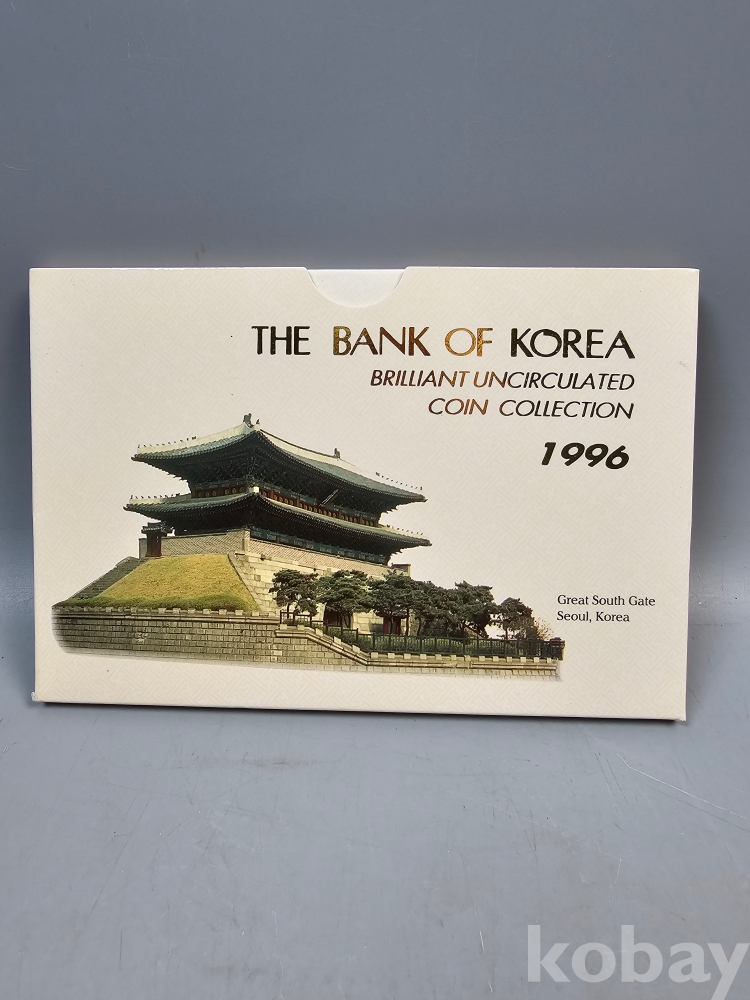 THE BANK OF KOREA
BRILLIANT UNCIRCULATED
COIN COLLECTION
1996
Great South Gate
Seoul, Korea
kobay